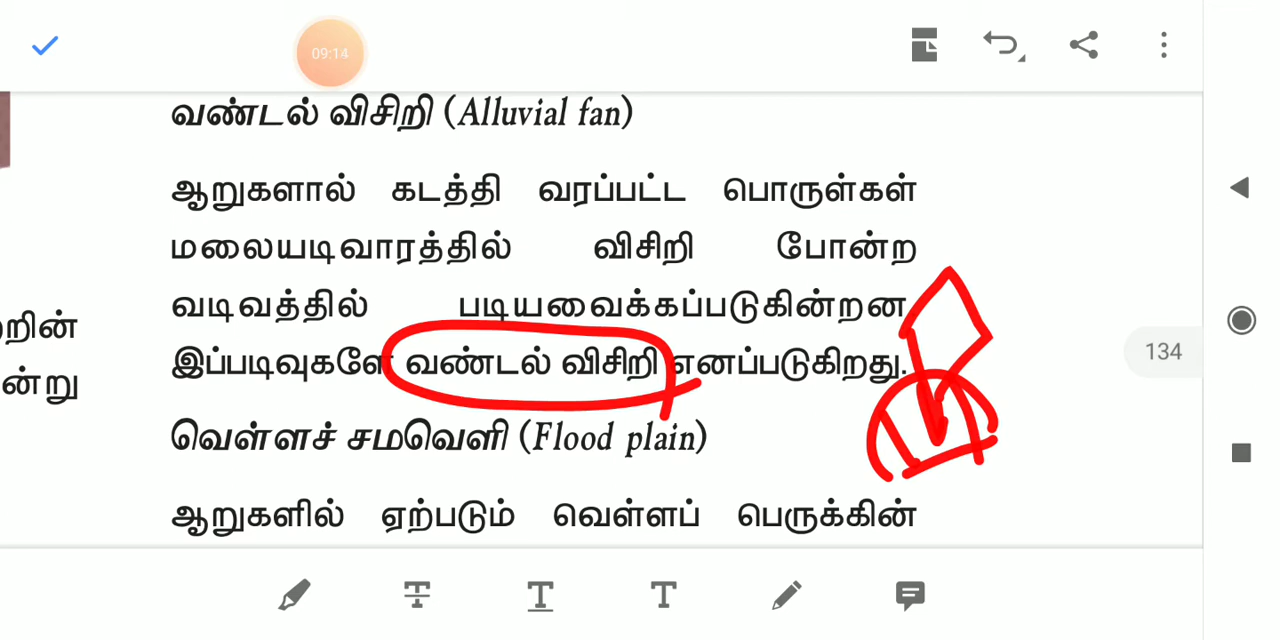 09:14
வண்டல் விசிறி (Alluvial fan)
ஆறுகளால் கடத்தி வரப்பட்ட பொருள்கள்
மலையடிவாரத்தில் விசிறி போன்ற
வடிவத்தில் படியவைக்கப்படுகின்றன
றின்
இப்படிவுகளே வண்டல் விசிறி எனப்படுகிறது.
ன்று
134
வெள்ளச் சமவெளி (Flood plain)
ஆறுகளில் ஏற்படும் வெள்ளப் பெருக்கின்